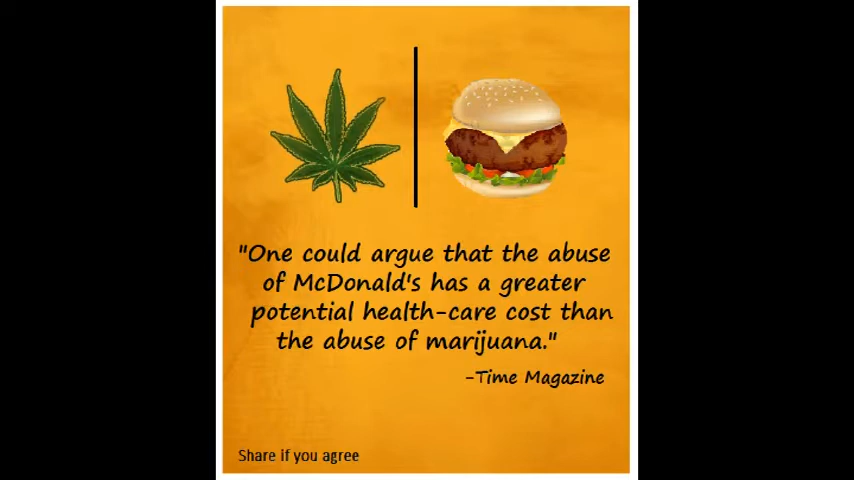 "One could argue that the abuse
of McDonald's has a greater
potential health-care cost than
the abuse of marijuana."
-Time Magazine
Share if you agree